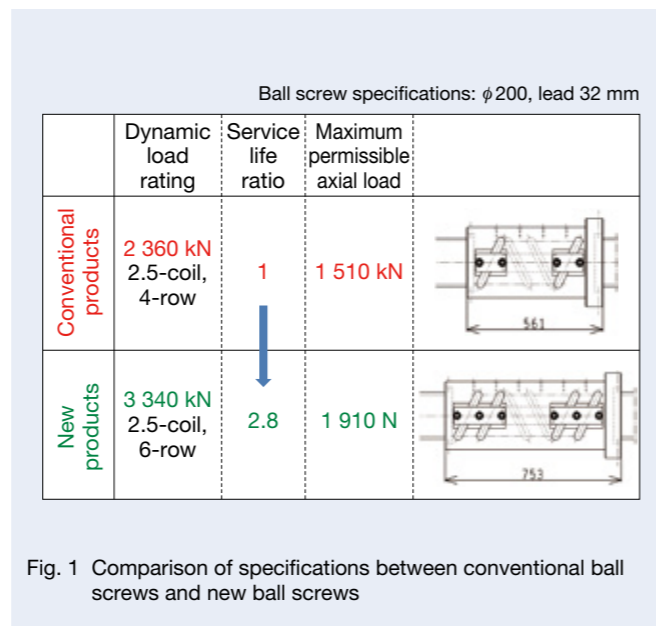 Ball screw specifications: ϕ200, lead 32 mm
Dynamic load rating
Service life ratio
Maximum permissible axial load
Conventional products
2 360 kN
2.5-coil,
4-row
1
1 510 kN
561
New products
3 340 kN
2.5-coil,
6-row
2.8
1 910 N
753
Fig. 1 Comparison of specifications between conventional ball
screws and new ball screws